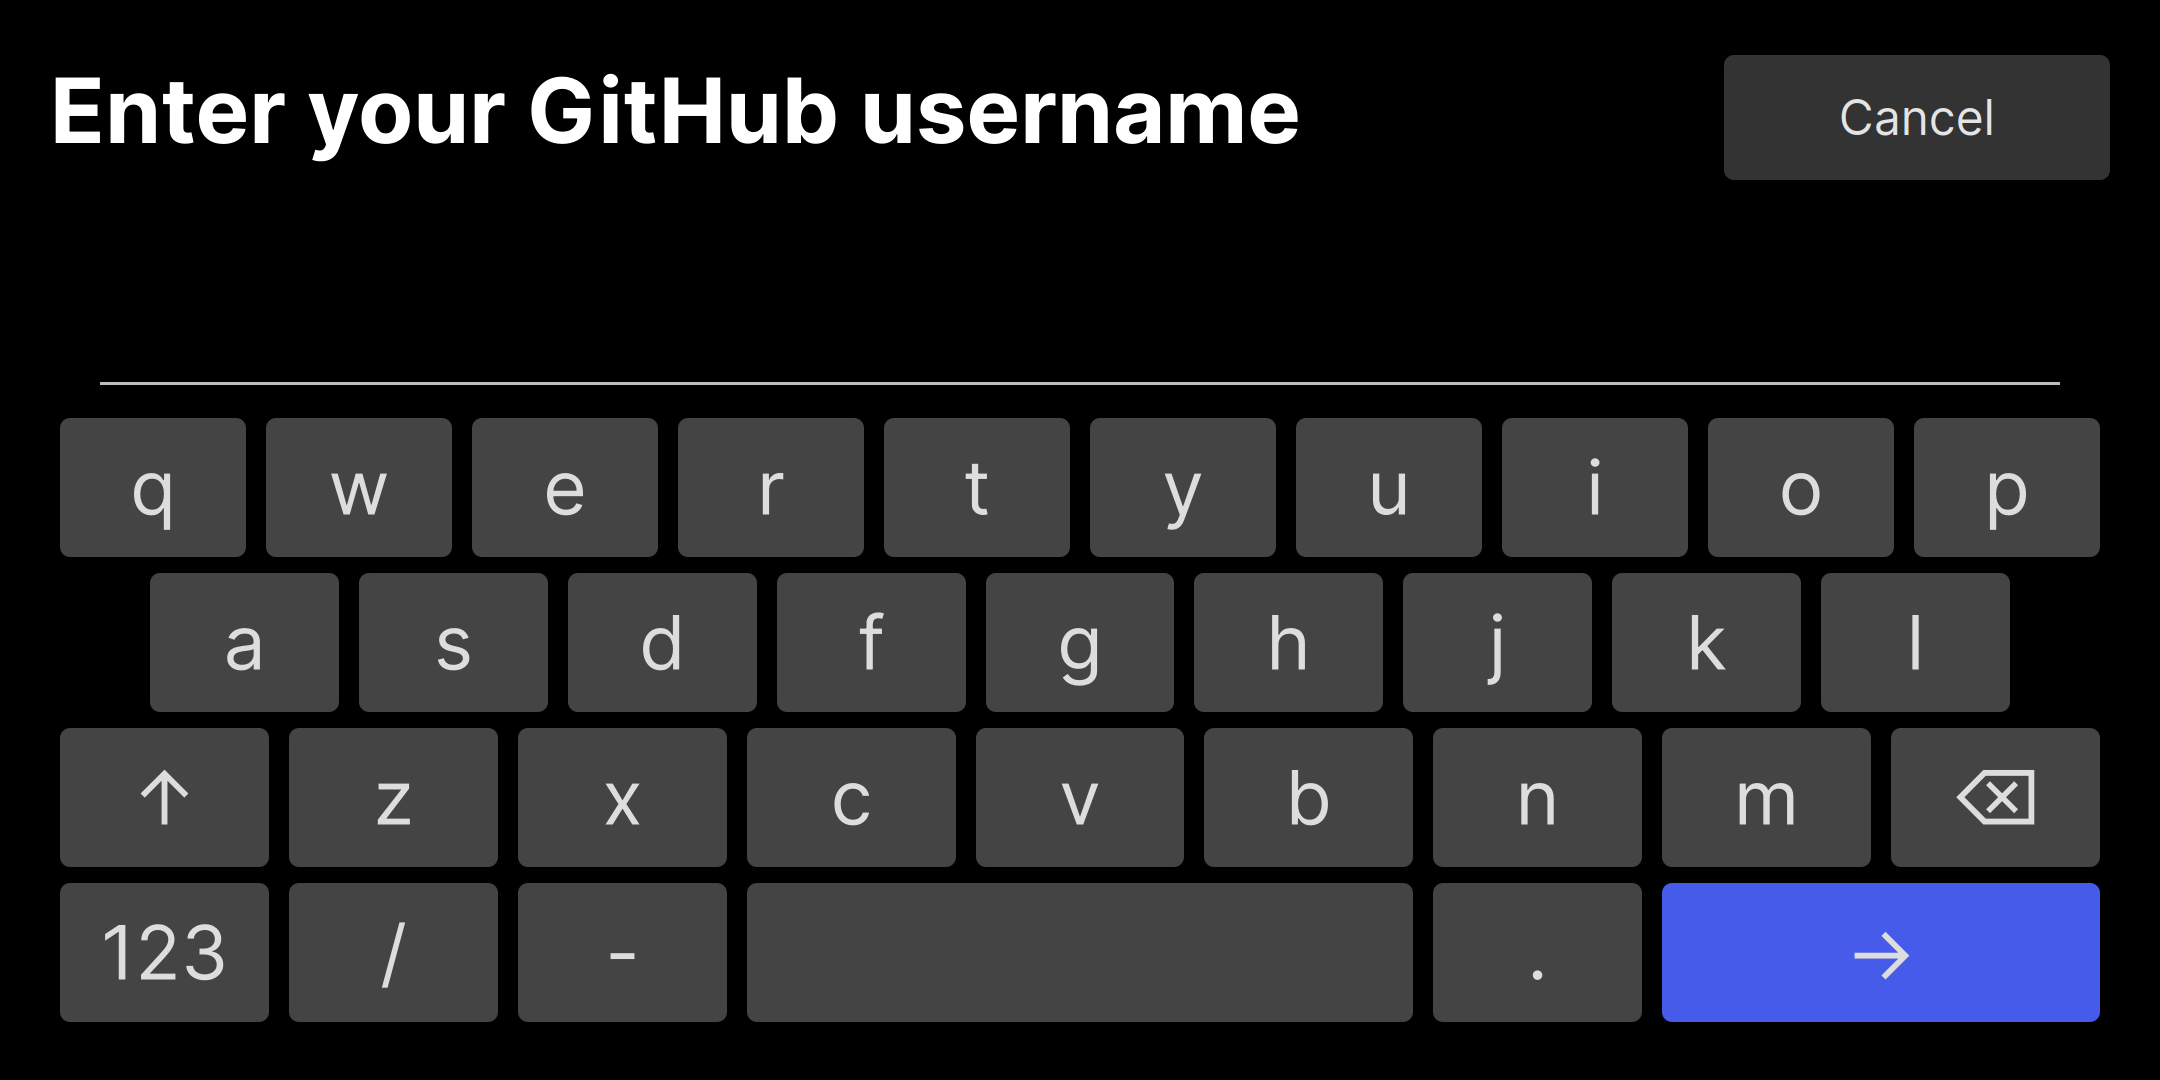 Enter your GitHub username
Cancel
q w e r t y u i o p
a s d f g h j k l
z x c v b n m
123 / - .